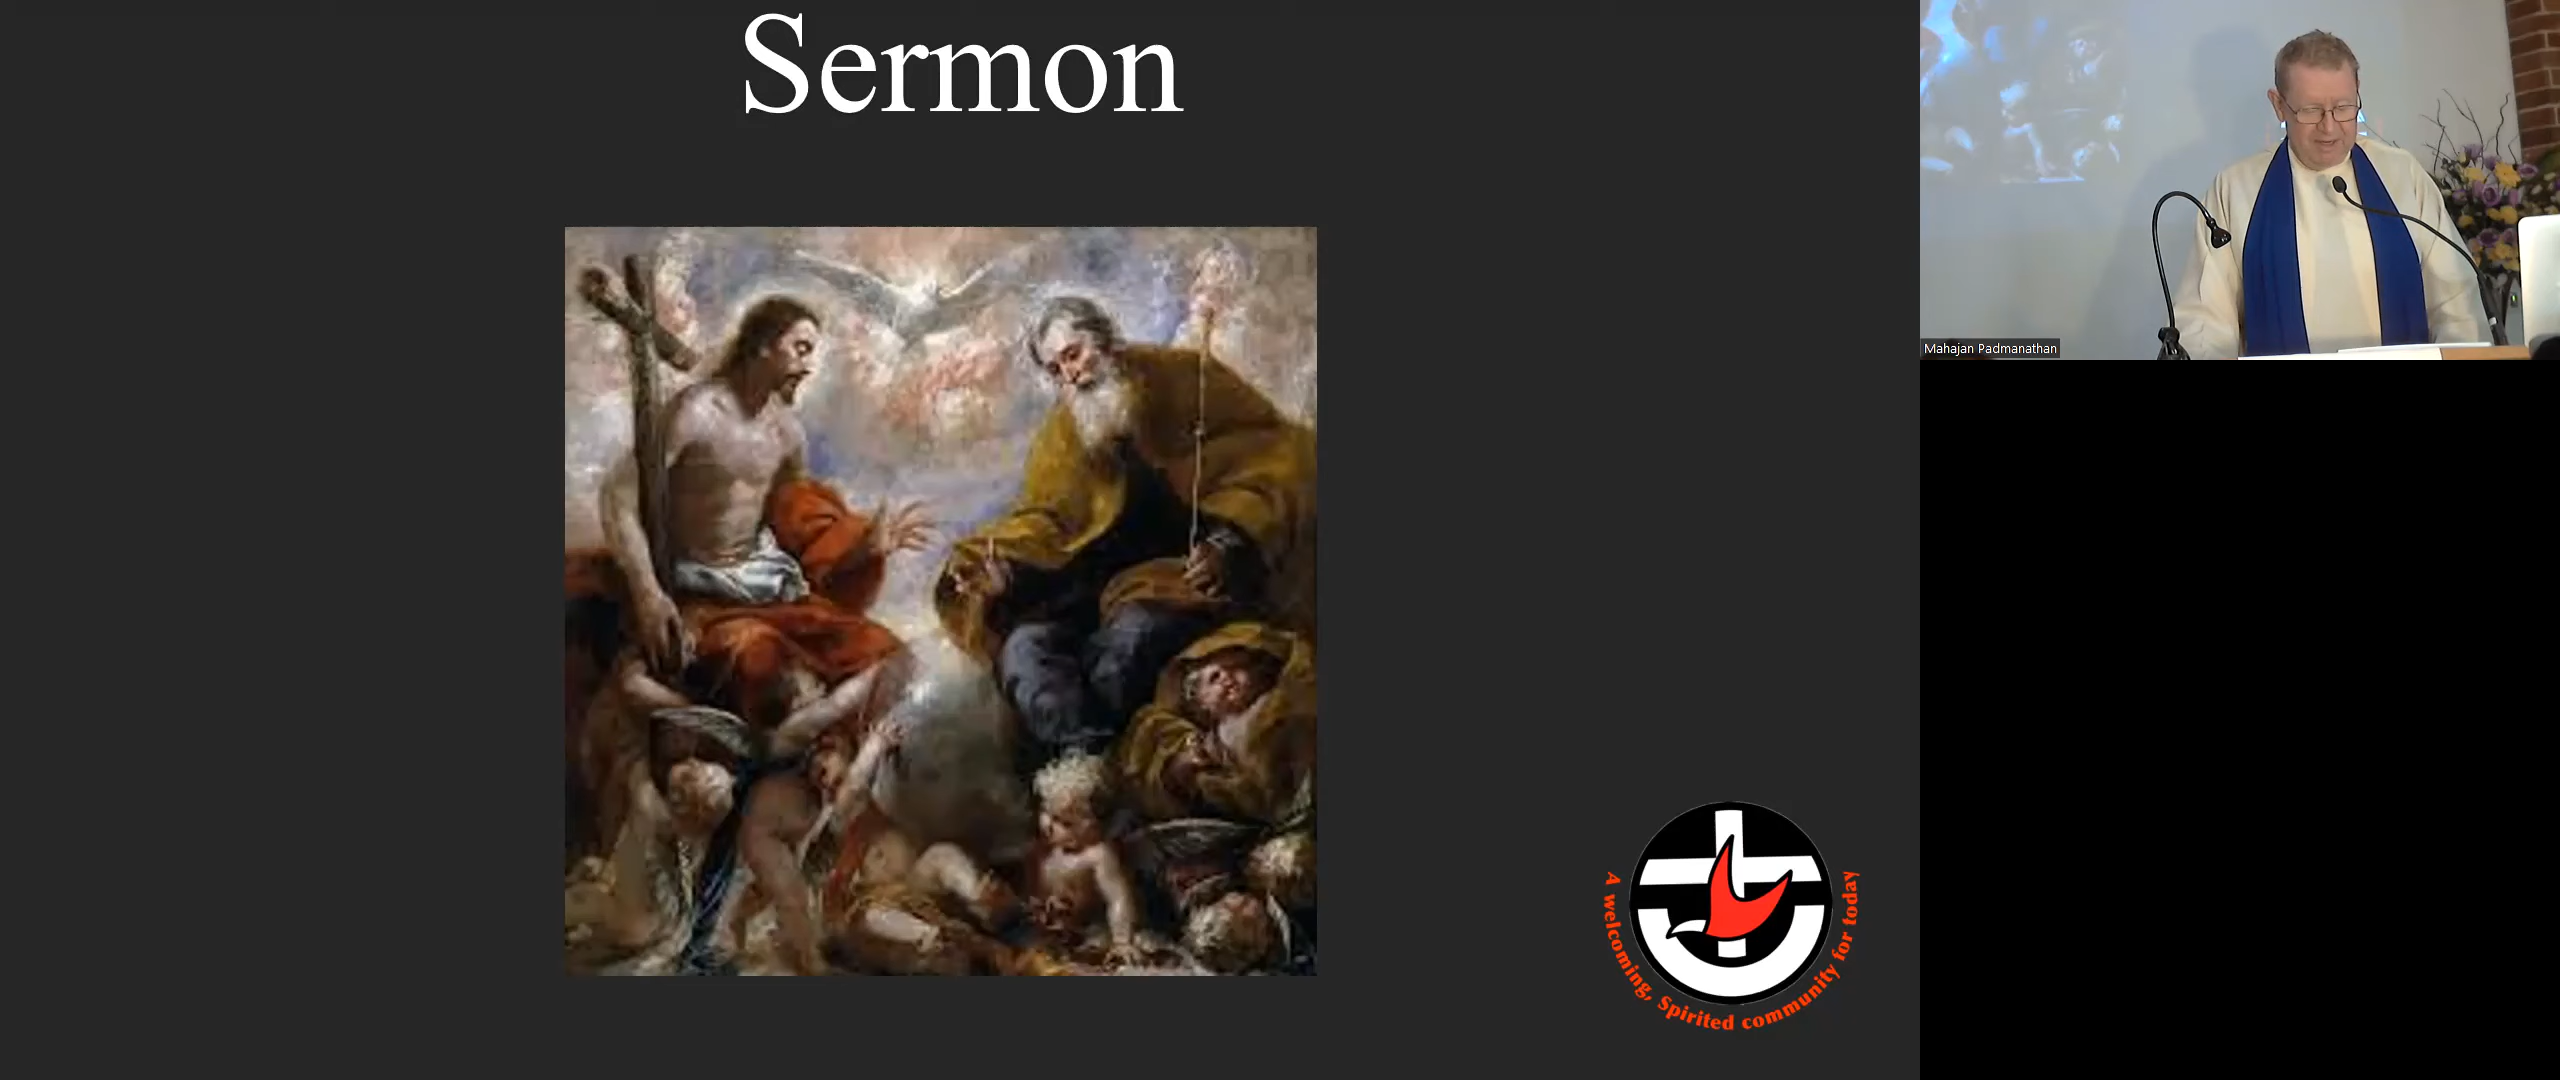 Sermon
Mahajan Padmanathan
A welcoming, Spirited community for today